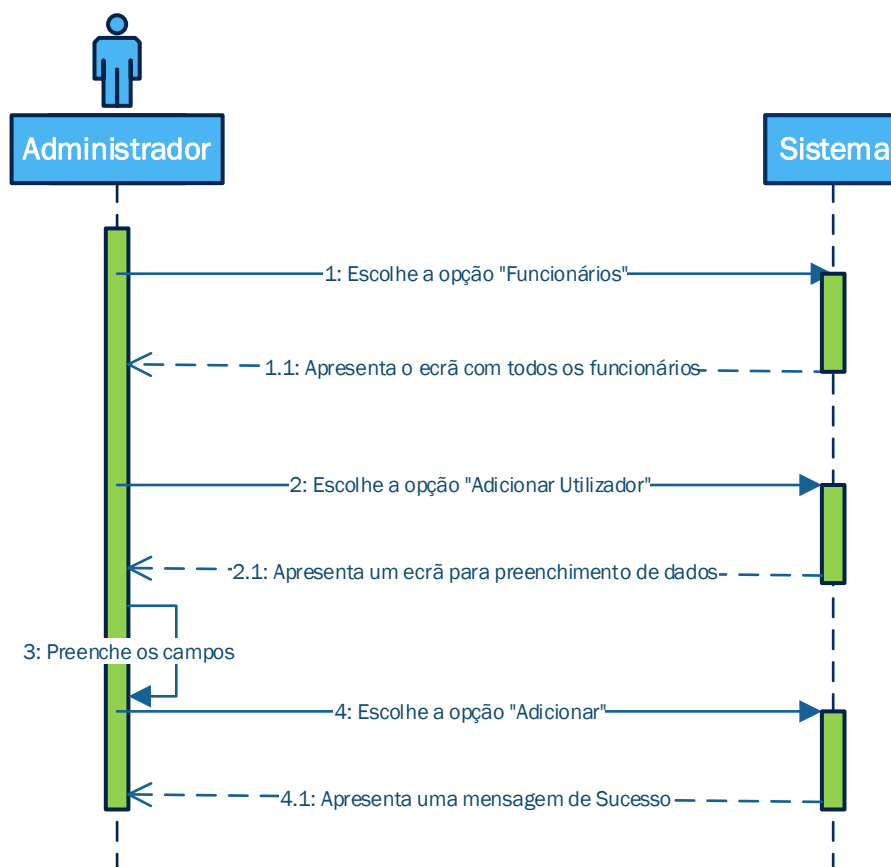 Administrador
Sistema
1: Escolhe a opção "Funcionários"
1.1: Apresenta o ecrã com todos os funcionários
2: Escolhe a opção "Adicionar Utilizador"
2.1: Apresenta um ecrã para preenchimento de dados
3: Preenche os campos
4: Escolhe a opção "Adicionar"
4.1: Apresenta uma mensagem de Sucesso